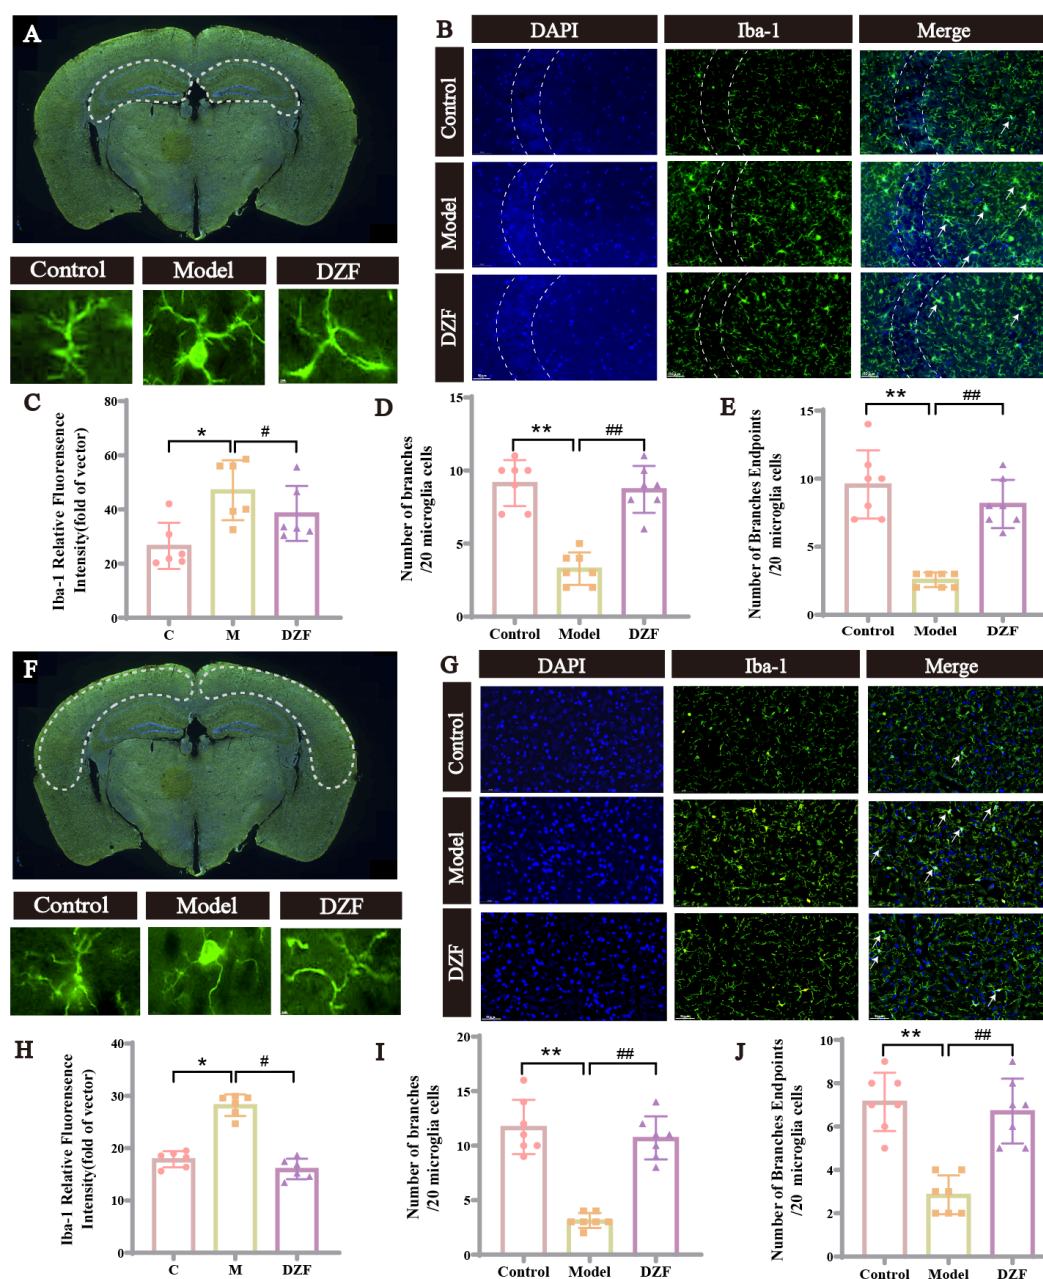 A
B
DAPI
Iba-1
Merge
Control
Model
DZF
Control
Model
DZF
C
Iba-1 Relative Fluorensence
Intensity(fold of vector)
80
60
40
20
0
*
#
C
M
DZF
D
Number of branches
/20 microglia cells
15
10
5
0
**
##
Control
Model
DZF
E
Number of Branches Endpoints
/20 microglia cells
15
10
5
0
**
##
Control
Model
DZF
F
G
DAPI
Iba-1
Merge
Control
Model
DZF
Control
Model
DZF
H
Iba-1 Relative Fluorensence
Intensity(fold of vector)
40
30
20
10
0
*
#
C
M
DZF
I
Number of branches
/20 microglia cells
20
15
10
5
0
**
##
Control
Model
DZF
J
Number of Branches Endpoints
/20 microglia cells
10
8
6
4
2
0
**
##
Control
Model
DZF